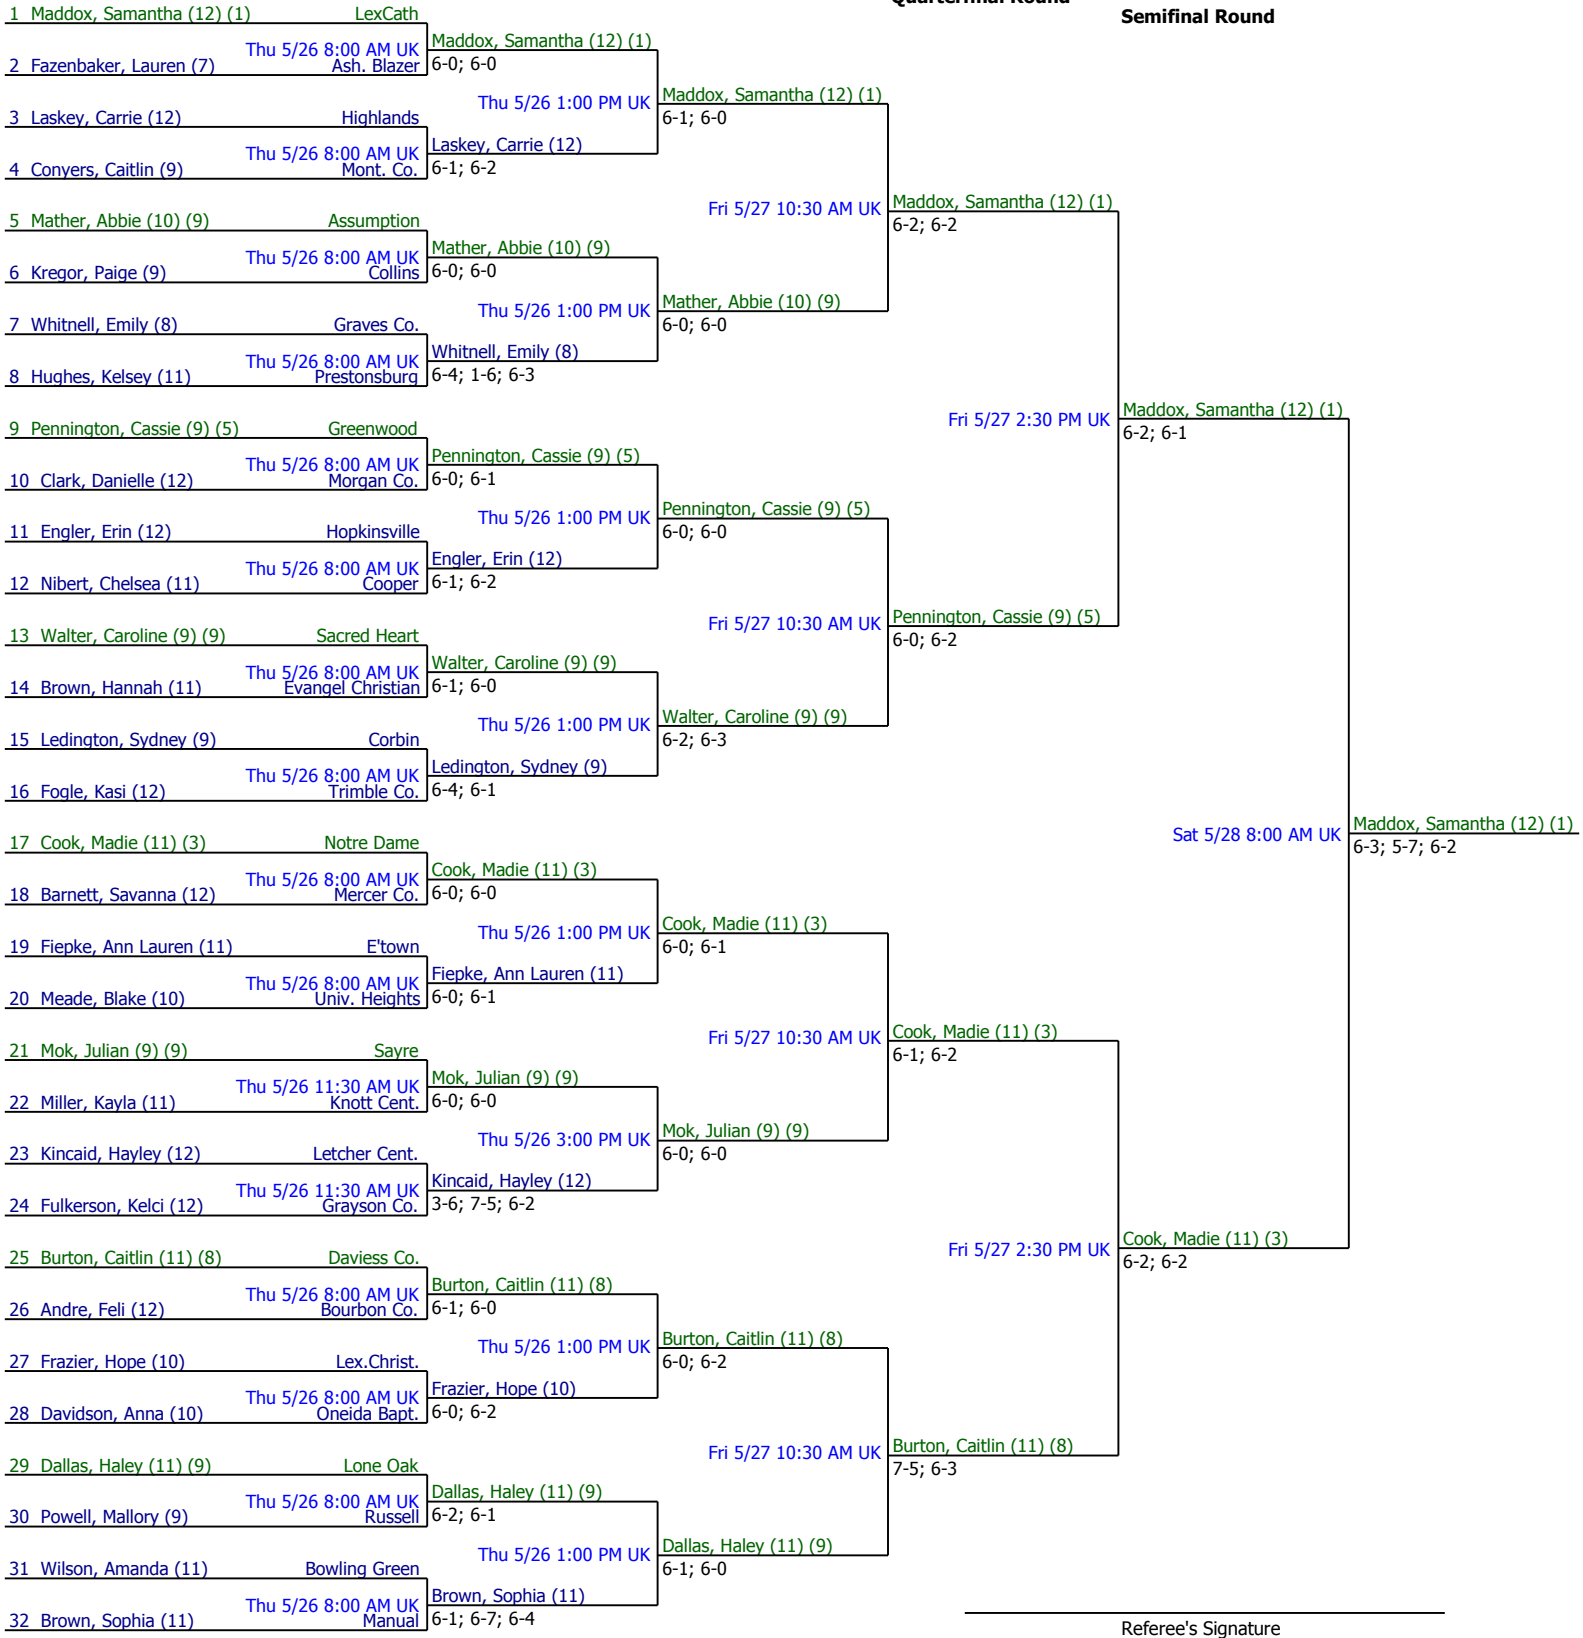 Quarterfinal Round
Semifinal Round
1 Maddox, Samantha (12) (1) LexCath
Thu 5/26 8:00 AM UK
2 Fazenbaker, Lauren (7) Ash. Blazer
3 Laskey, Carrie (12) Highlands
Thu 5/26 8:00 AM UK
4 Conyers, Caitlin (9) Mont. Co.
5 Mather, Abbie (10) (9) Assumption
Thu 5/26 8:00 AM UK
6 Kregor, Paige (9) Collins
7 Whitnell, Emily (8) Graves Co.
Thu 5/26 8:00 AM UK
8 Hughes, Kelsey (11) Prestonsburg
9 Pennington, Cassie (9) (5) Greenwood
Thu 5/26 8:00 AM UK
10 Clark, Danielle (12) Morgan Co.
11 Engler, Erin (12) Hopkinsville
Thu 5/26 8:00 AM UK
12 Nibert, Chelsea (11) Cooper
13 Walter, Caroline (9) (9) Sacred Heart
Thu 5/26 8:00 AM UK
14 Brown, Hannah (11) Evangel Christian
15 Ledington, Sydney (9) Corbin
Thu 5/26 8:00 AM UK
16 Fogle, Kasi (12) Trimble Co.
17 Cook, Madie (11) (3) Notre Dame
Thu 5/26 8:00 AM UK
18 Barnett, Savanna (12) Mercer Co.
19 Fiepke, Ann Lauren (11) E'town
Thu 5/26 8:00 AM UK
20 Meade, Blake (10) Univ. Heights
21 Mok, Julian (9) (9) Sayre
Thu 5/26 11:30 AM UK
22 Miller, Kayla (11) Knott Cent.
23 Kincaid, Hayley (12) Letcher Cent.
Thu 5/26 11:30 AM UK
24 Fulkerson, Kelci (12) Grayson Co.
25 Burton, Caitlin (11) (8) Daviess Co.
Thu 5/26 8:00 AM UK
26 Andre, Feli (12) Bourbon Co.
27 Frazier, Hope (10) Lex.Christ.
Thu 5/26 8:00 AM UK
28 Davidson, Anna (10) Oneida Bapt.
29 Dallas, Haley (11) (9) Lone Oak
Thu 5/26 8:00 AM UK
30 Powell, Mallory (9) Russell
31 Wilson, Amanda (11) Bowling Green
Thu 5/26 8:00 AM UK
32 Brown, Sophia (11) Manual
Maddox, Samantha (12) (1)
6-0; 6-0
Thu 5/26 1:00 PM UK
Laskey, Carrie (12)
6-1; 6-2
Mather, Abbie (10) (9)
6-0; 6-0
Thu 5/26 1:00 PM UK
Whitnell, Emily (8)
6-4; 1-6; 6-3
Pennington, Cassie (9) (5)
6-0; 6-1
Thu 5/26 1:00 PM UK
Engler, Erin (12)
6-1; 6-2
Walter, Caroline (9) (9)
6-1; 6-0
Thu 5/26 1:00 PM UK
Ledington, Sydney (9)
6-4; 6-1
Cook, Madie (11) (3)
6-0; 6-0
Thu 5/26 1:00 PM UK
Fiepke, Ann Lauren (11)
6-0; 6-1
Mok, Julian (9) (9)
6-0; 6-0
Thu 5/26 3:00 PM UK
Kincaid, Hayley (12)
3-6; 7-5; 6-2
Burton, Caitlin (11) (8)
6-1; 6-0
Thu 5/26 1:00 PM UK
Frazier, Hope (10)
6-0; 6-2
Dallas, Haley (11) (9)
6-2; 6-1
Thu 5/26 1:00 PM UK
Brown, Sophia (11)
6-1; 6-7; 6-4
Maddox, Samantha (12) (1)
6-1; 6-0
Fri 5/27 10:30 AM UK
Mather, Abbie (10) (9)
6-0; 6-0
Pennington, Cassie (9) (5)
6-0; 6-0
Fri 5/27 10:30 AM UK
Walter, Caroline (9) (9)
6-2; 6-3
Cook, Madie (11) (3)
6-0; 6-1
Fri 5/27 10:30 AM UK
Mok, Julian (9) (9)
6-0; 6-0
Burton, Caitlin (11) (8)
6-0; 6-2
Fri 5/27 10:30 AM UK
Dallas, Haley (11) (9)
6-1; 6-0
Maddox, Samantha (12) (1)
6-2; 6-2
Fri 5/27 2:30 PM UK
Pennington, Cassie (9) (5)
6-0; 6-2
Cook, Madie (11) (3)
6-1; 6-2
Fri 5/27 2:30 PM UK
Burton, Caitlin (11) (8)
7-5; 6-3
Maddox, Samantha (12) (1)
6-2; 6-1
Sat 5/28 8:00 AM UK
Cook, Madie (11) (3)
6-2; 6-2
Maddox, Samantha (12) (1)
6-3; 5-7; 6-2
Referee's Signature